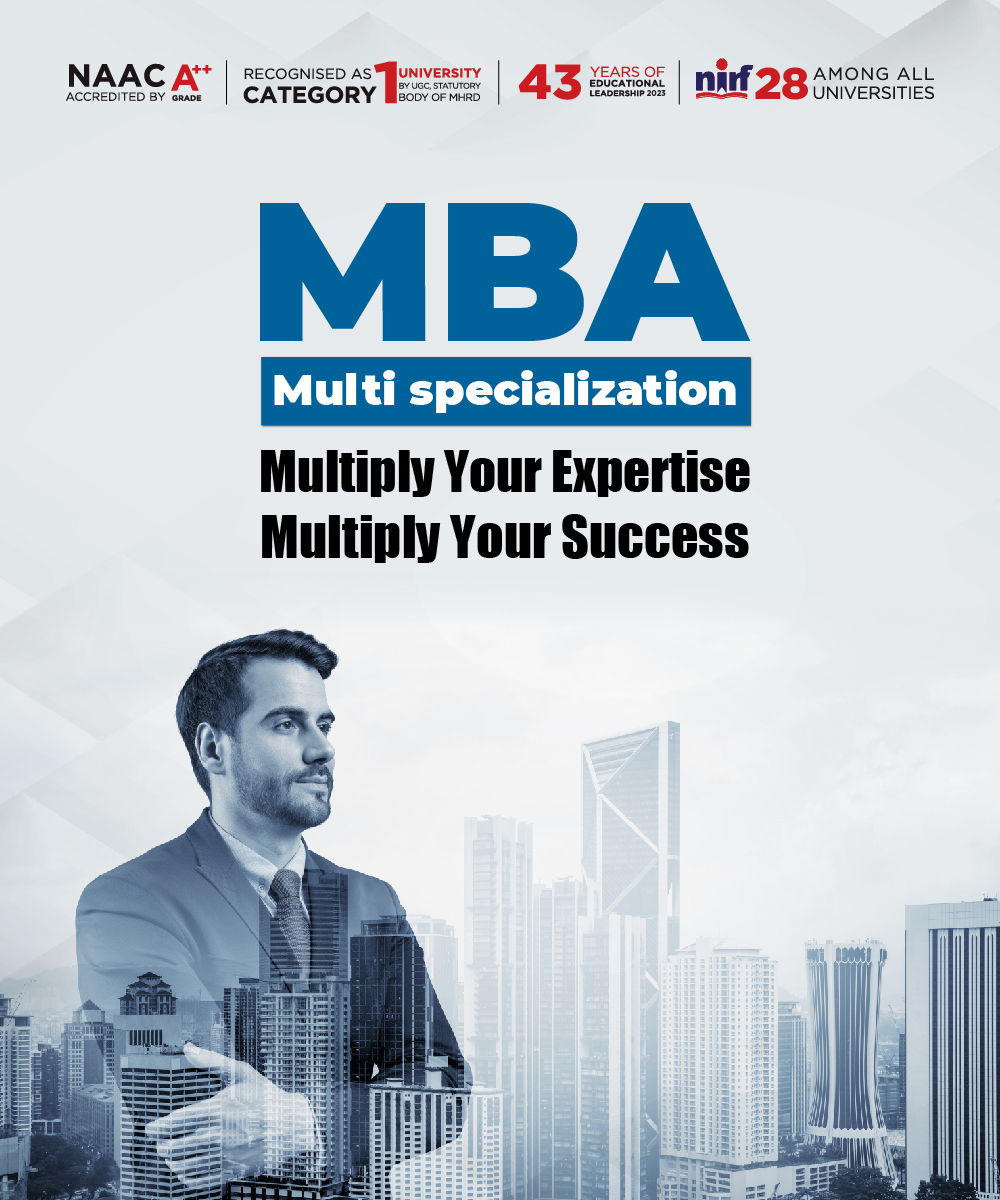 NAAC A++
ACCREDITED BY GRADE
RECOGNISED AS
CATEGORY 1
UNIVERSITY
BY UGC, STATUTORY
BODY OF MHRD
43
YEARS OF
EDUCATIONAL
LEADERSHIP 2023
nirf 28
AMONG ALL
UNIVERSITIES
MBA
Multi specialization
Multiply Your Expertise
Multiply Your Success